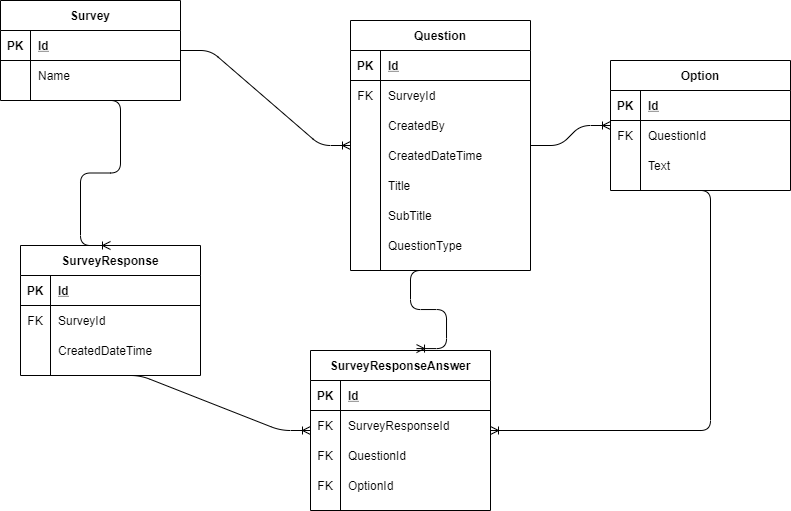 Survey
PK Id
Name
Question
PK Id
FK SurveyId
CreatedBy
CreatedDateTime
Title
SubTitle
QuestionType
Option
PK Id
FK QuestionId
Text
SurveyResponse
PK Id
FK SurveyId
CreatedDateTime
SurveyResponseAnswer
PK Id
FK SurveyResponseId
FK QuestionId
FK OptionId